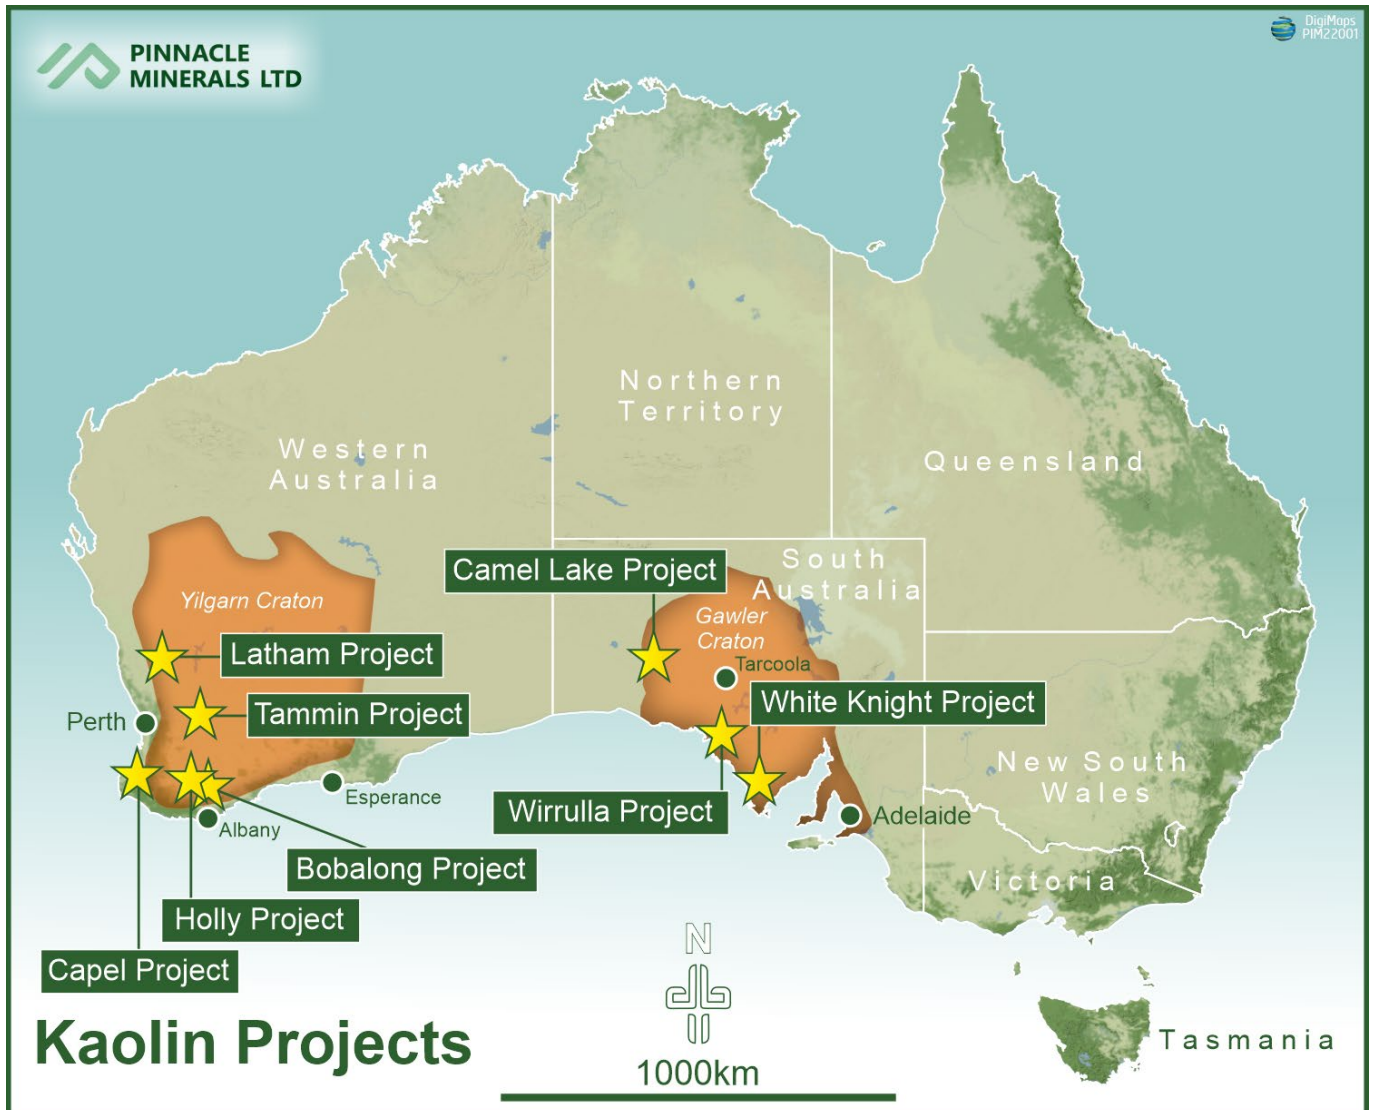 PINNACLE
MINERALS LTD
DigiMaps
PIM22001
Northern
Territory
Western
Australia
Queensland
Camel Lake Project
South
Australia
Yilgarn Craton
Gawler
Craton
Latham Project
Tarcoola
White Knight Project
Tammin Project
Perth
New South
Wales
Esperance
Wirrulla Project
Adelaide
Albany
Bobalong Project
Victoria
Holly Project
N
Capel Project
Kaolin Projects
Tasmania
1000km